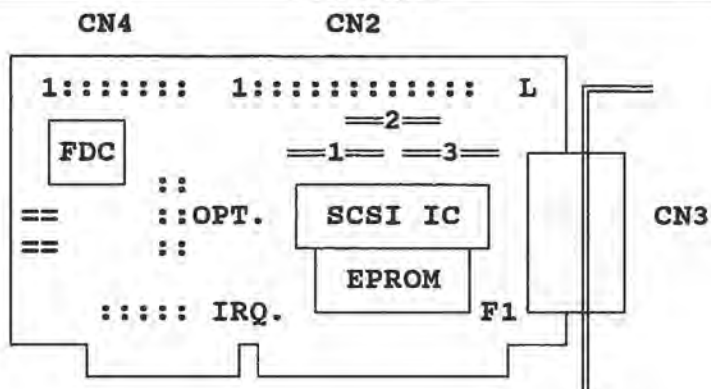 CN4 CN2
1::::::: 1:::::::::::: L
══2══
FDC ══1══ ══3══
::
== ::OPT. SCSI IC CN3
== ::
EPROM
::::: IRQ. F1